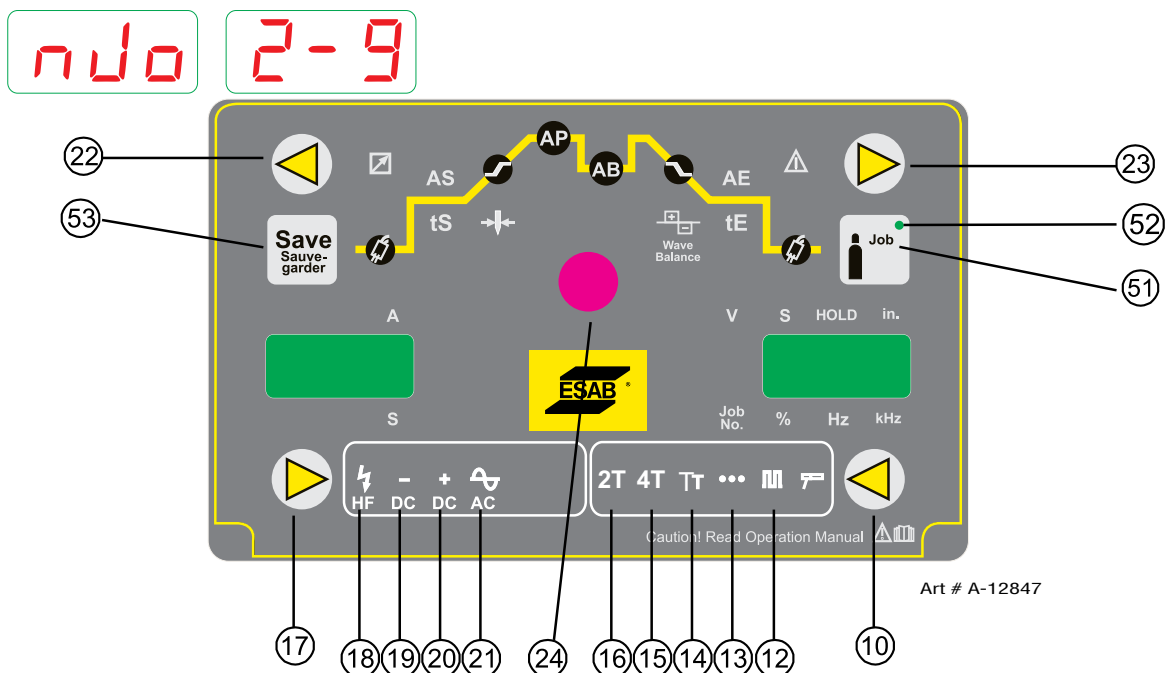 nJo 2-9
AP
22 AB 23
AS AE
53 tS tE 52
Save Sauve-garder
Wave Balance
Job
51
A V S HOLD in.
ESAB ®
S Job No. % Hz kHz
2T 4T TT
HF DC DC AC
- +
Caution! Read Operation Manual
Art # A-12847
17 18 19 20 21 24 16 15 14 13 12 10